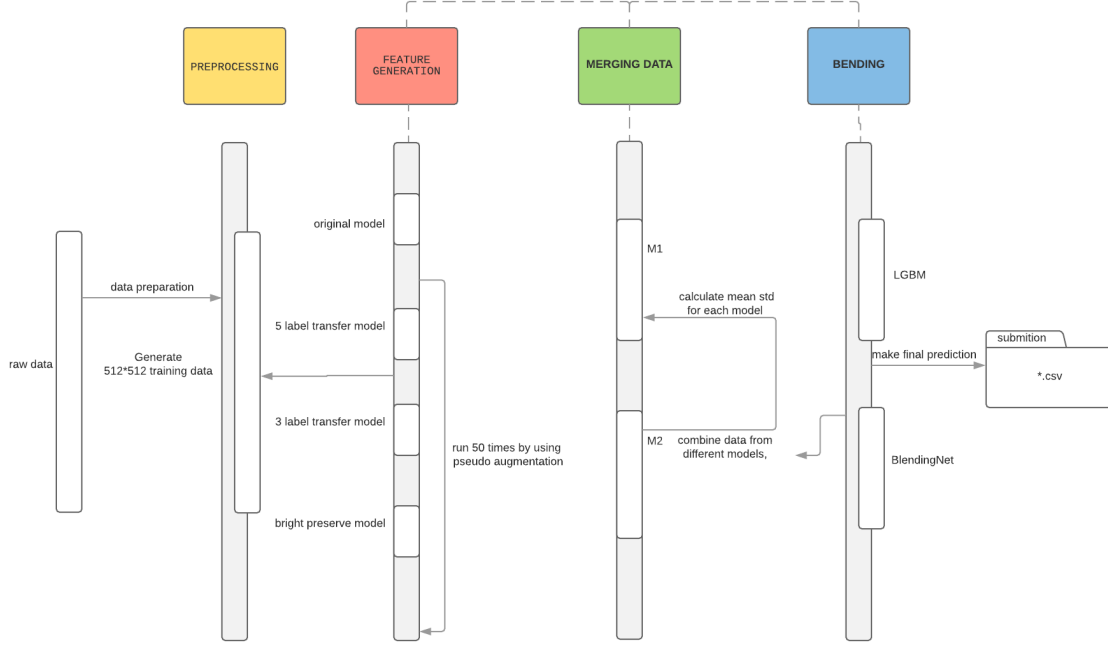 PREPROCESSING
FEATURE
GENERATION
MERGING DATA
BENDING
raw data
data preparation
Generate
512*512 training data
original model
5 label transfer model
3 label transfer model
bright preserve model
run 50 times by using
pseudo augmentation
M1
calculate mean std
for each model
M2
combine data from
different models,
LGBM
make final prediction
BlendingNet
submition
*.csv